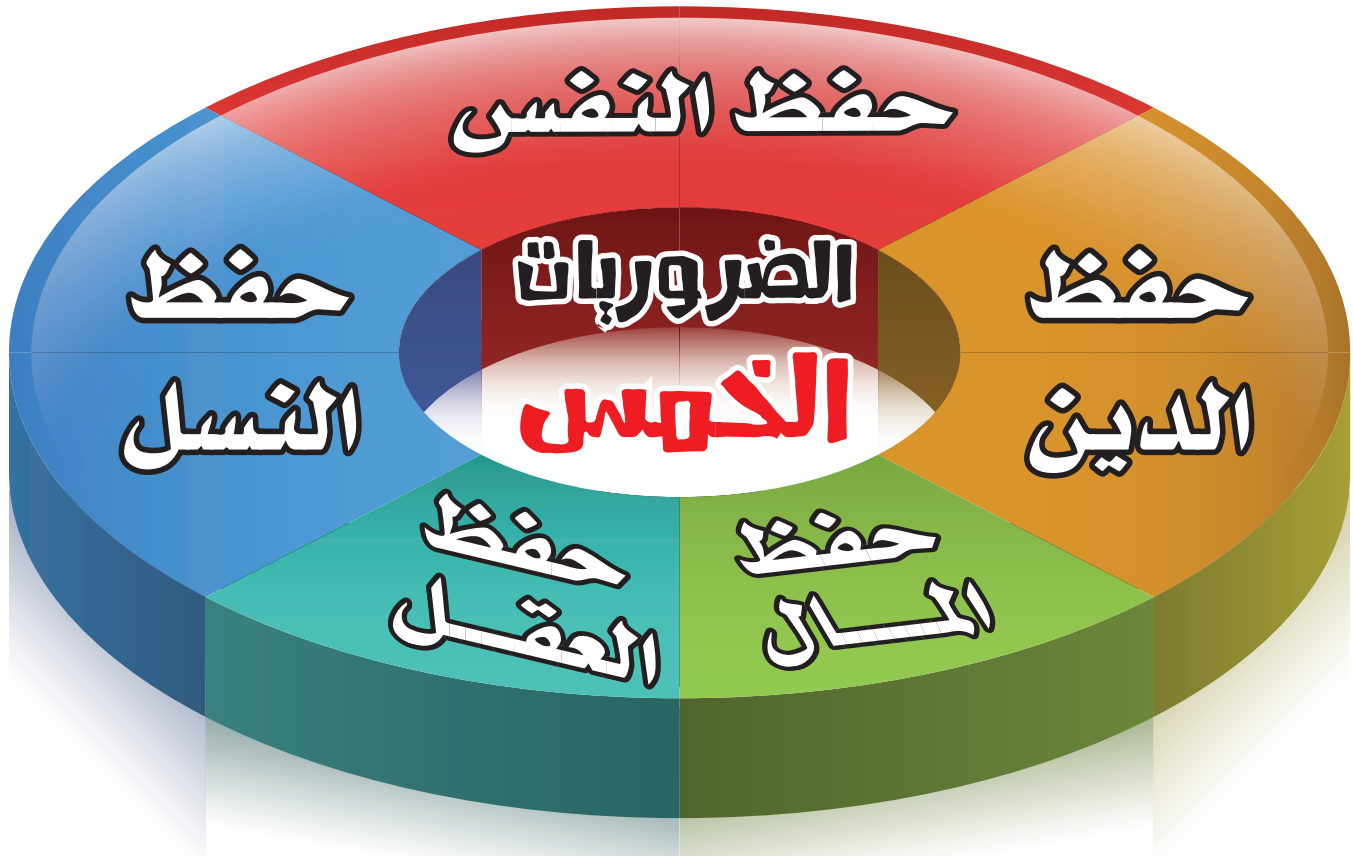 الضروريات
الخمس
حفظ النفس
حفظ
الدين
حفظ
المال
حفظ
العقل
حفظ
النسل